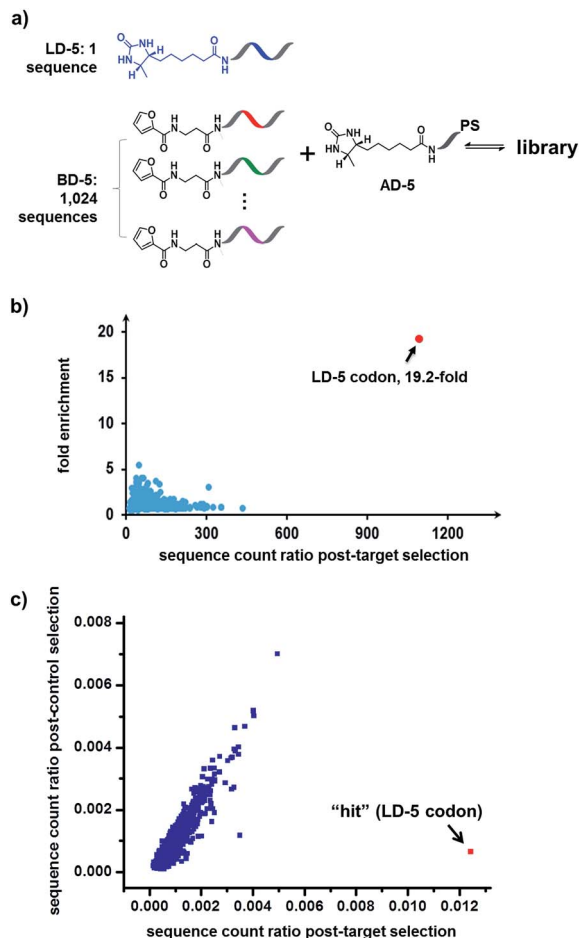 a)
LD-5: 1
sequence
O
HN
NH
O
N
H
BD-5:
1,024
sequences
O
O
H
N
O
N
H
O
O
H
N
O
N
H
⋮
O
O
H
N
O
N
H
+
O
HN
NH
O
N
H
PS
AD-5
library
b)
fold enrichment
20
15
10
5
0
0
300
600
900
1200
LD-5 codon, 19.2-fold
sequence count ratio post-target selection
c)
sequence count ratio post-control selection
0.008
0.006
0.004
0.002
0.000
0.000
0.002
0.004
0.006
0.008
0.010
0.012
"hit" (LD-5 codon)
sequence count ratio post-target selection